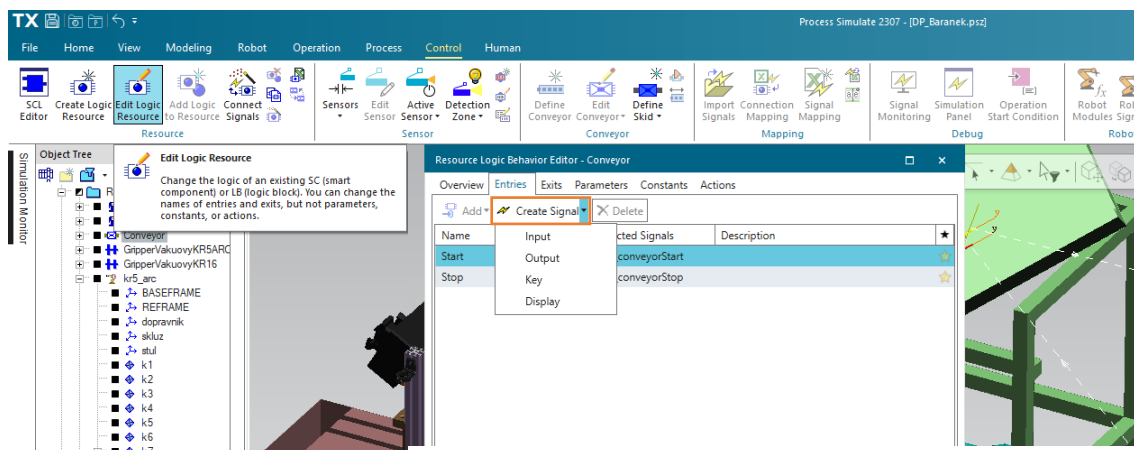 TX
Process Simulate 2307 - [DP_Baranek.psz]
File Home View Modeling Robot Operation Process Control Human
SCL Editor
Create Logic Resource
Edit Logic Resource
Add Logic to Resource
Connect Signals
Sensors
Edit Sensor
Active Sensor
Detection Zone
Define Conveyor
Edit Conveyor
Define Skid
Import Signals
Connection Mapping
Signal Mapping
Signal Monitoring
Simulation Panel
Operation Start Condition
Robot Modules
Resource Sensor Conveyor Mapping Debug
Simulation Monitor
Object Tree
Edit Logic Resource
Change the logic of an existing SC (smart
component) or LB (logic block). You can change the
names of entries and exits, but not parameters,
constants, or actions.
Conveyor
GripperVakuovyKR5ARC
GripperVakuovyKR16
kr5_arc
BASEFRAME
REFRAME
dopravnik
skluz
stul
k1
k2
k3
k4
k5
k6
Resource Logic Behavior Editor - Conveyor
Overview Entries Exits Parameters Constants Actions
Add Create Signal Delete
Name cted Signals Description
Start _conveyorStart
Stop _conveyorStop
Input
Output
Key
Display
y